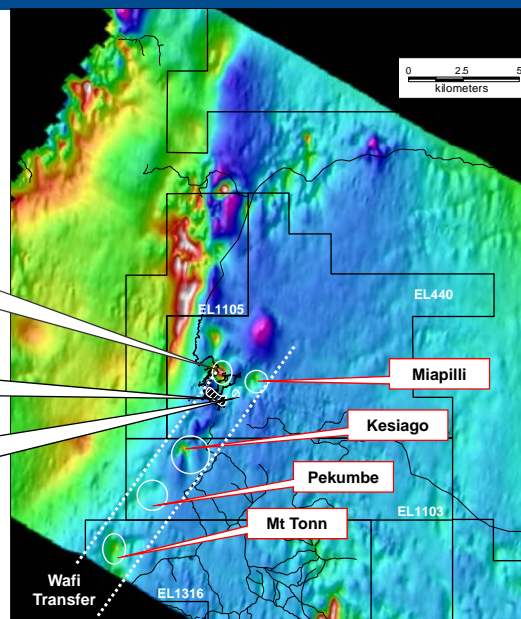 0 2.5 5
kilometers
EL1105
EL440
Miapilli
Kesiago
Pekumbe
EL1103
Mt Tonn
Wafi
Transfer
EL1316